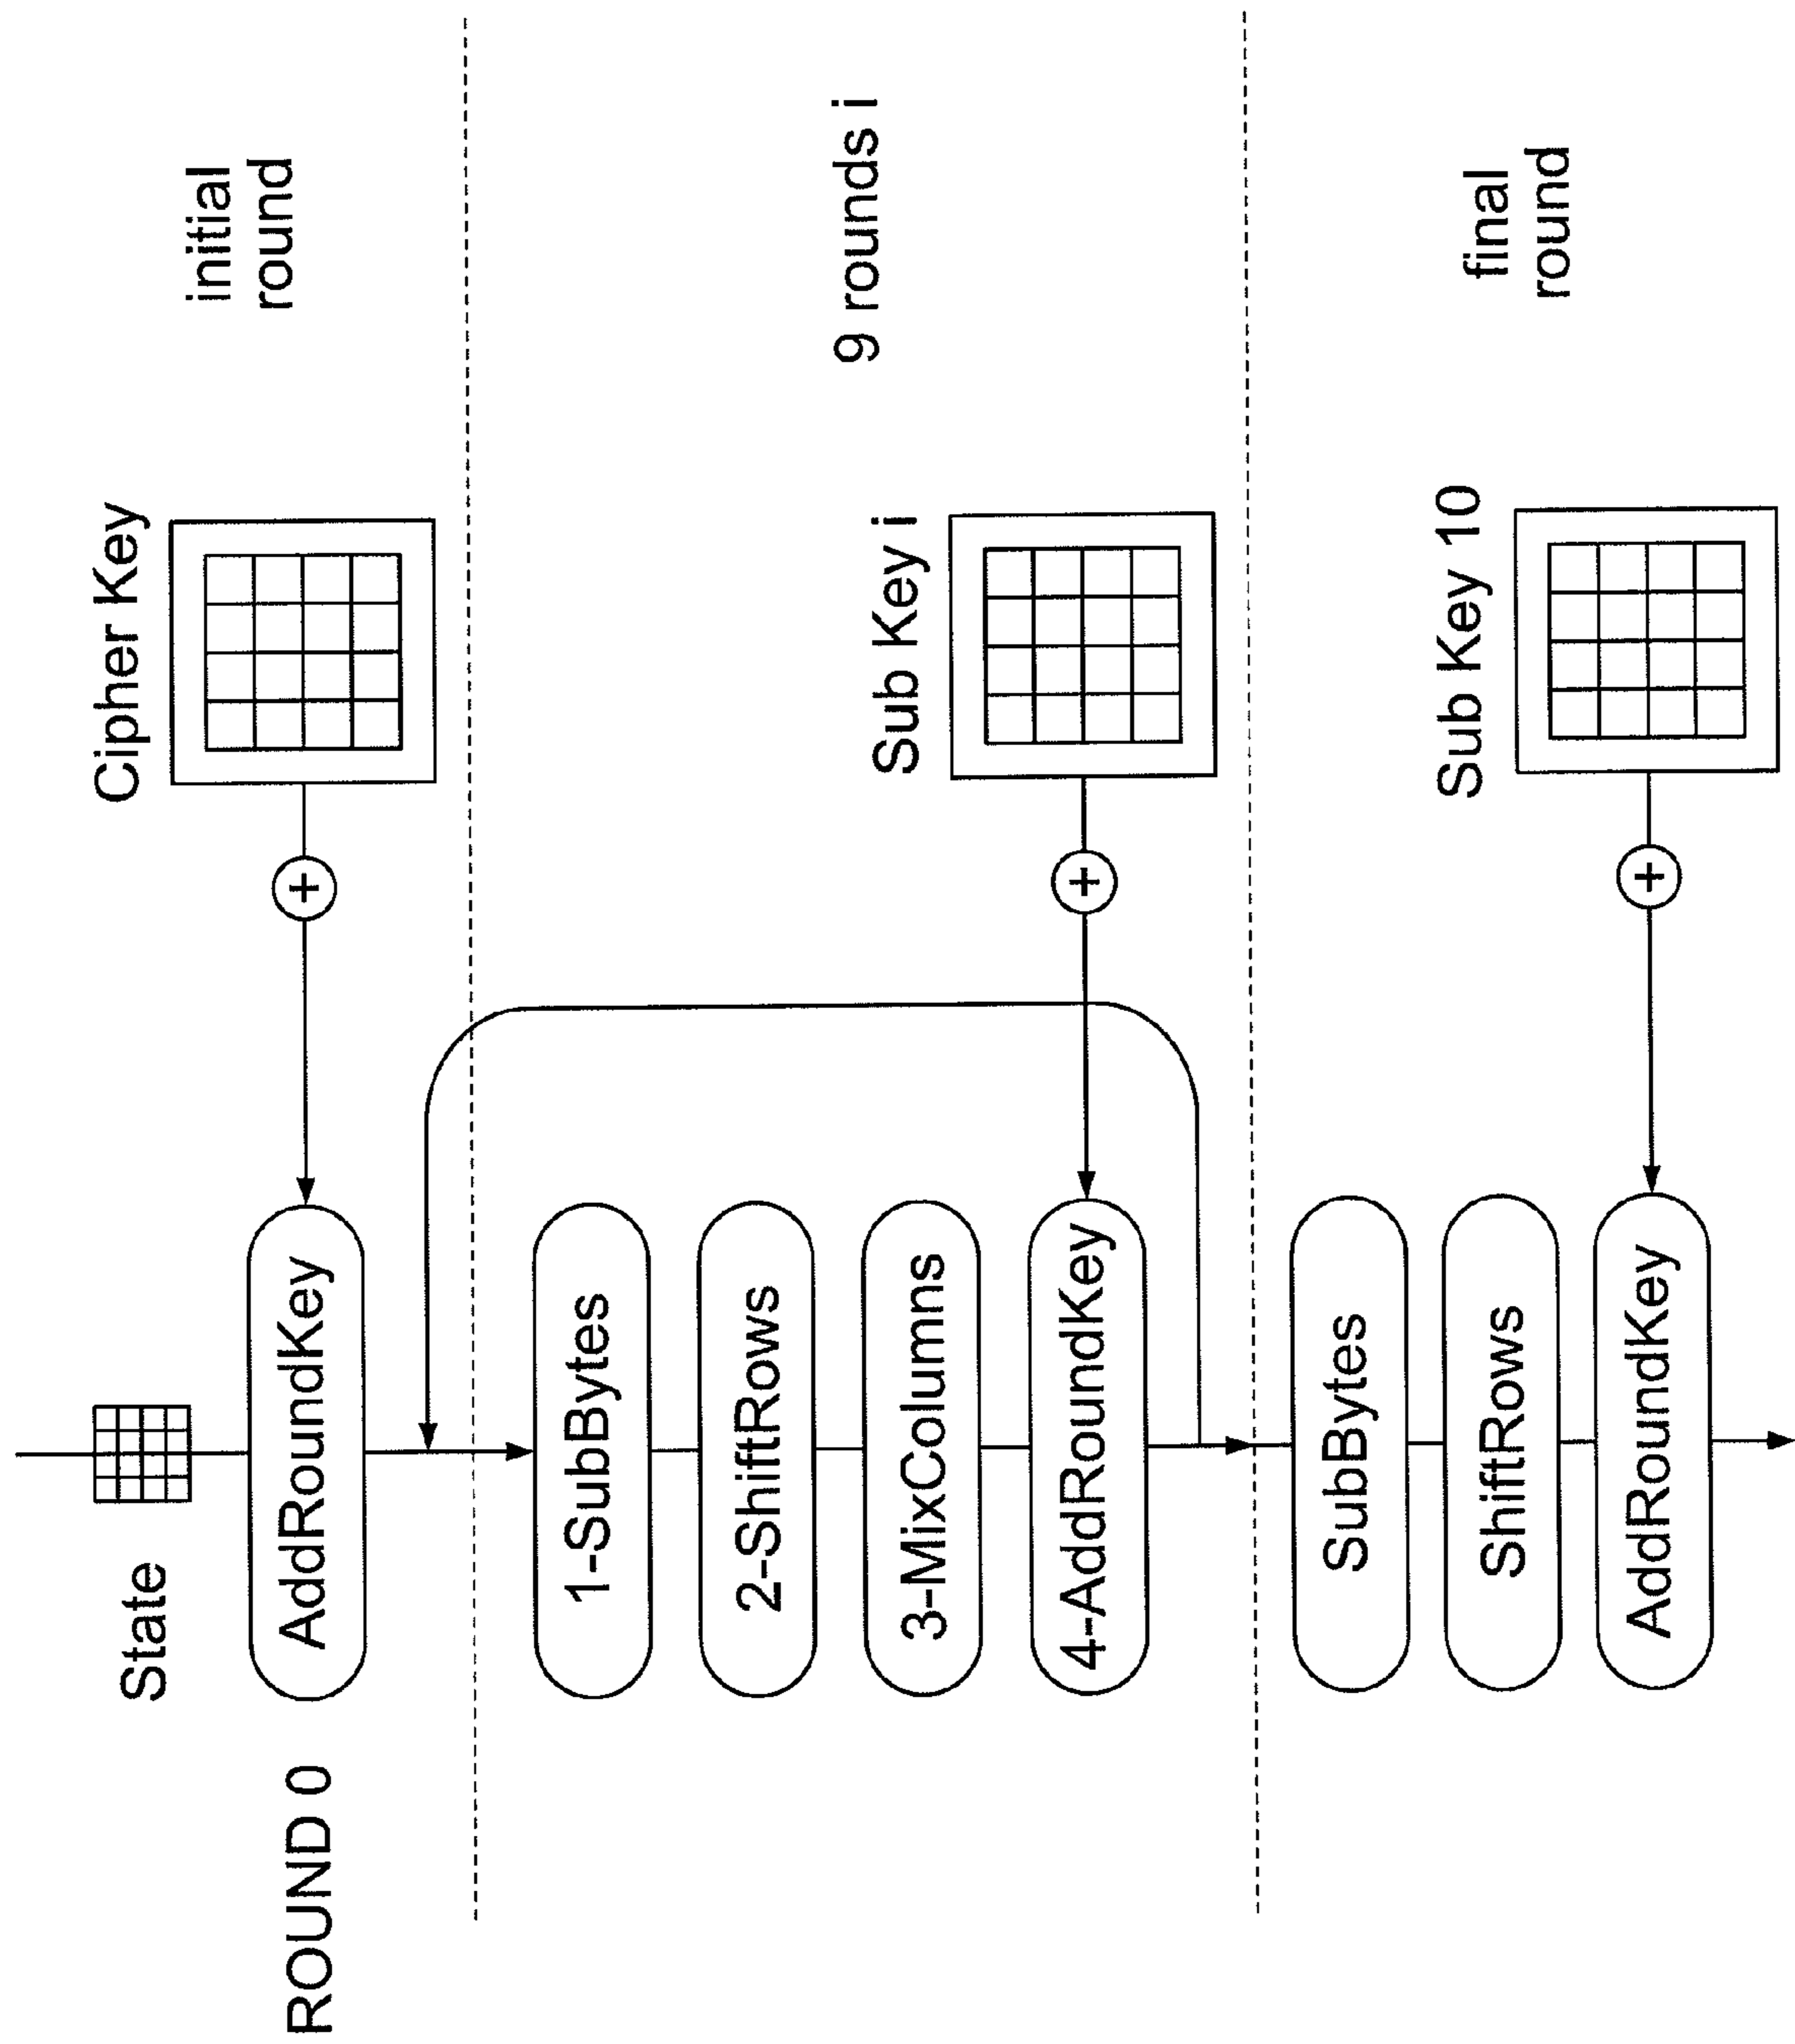 State
Cipher Key
initial
round
ROUND 0
AddRoundKey
+
1-SubBytes
2-ShiftRows
3-MixColumns
4-AddRoundKey
+
Sub Key i
9 rounds i
SubBytes
ShiftRows
AddRoundKey
+
Sub Key 10
final
round